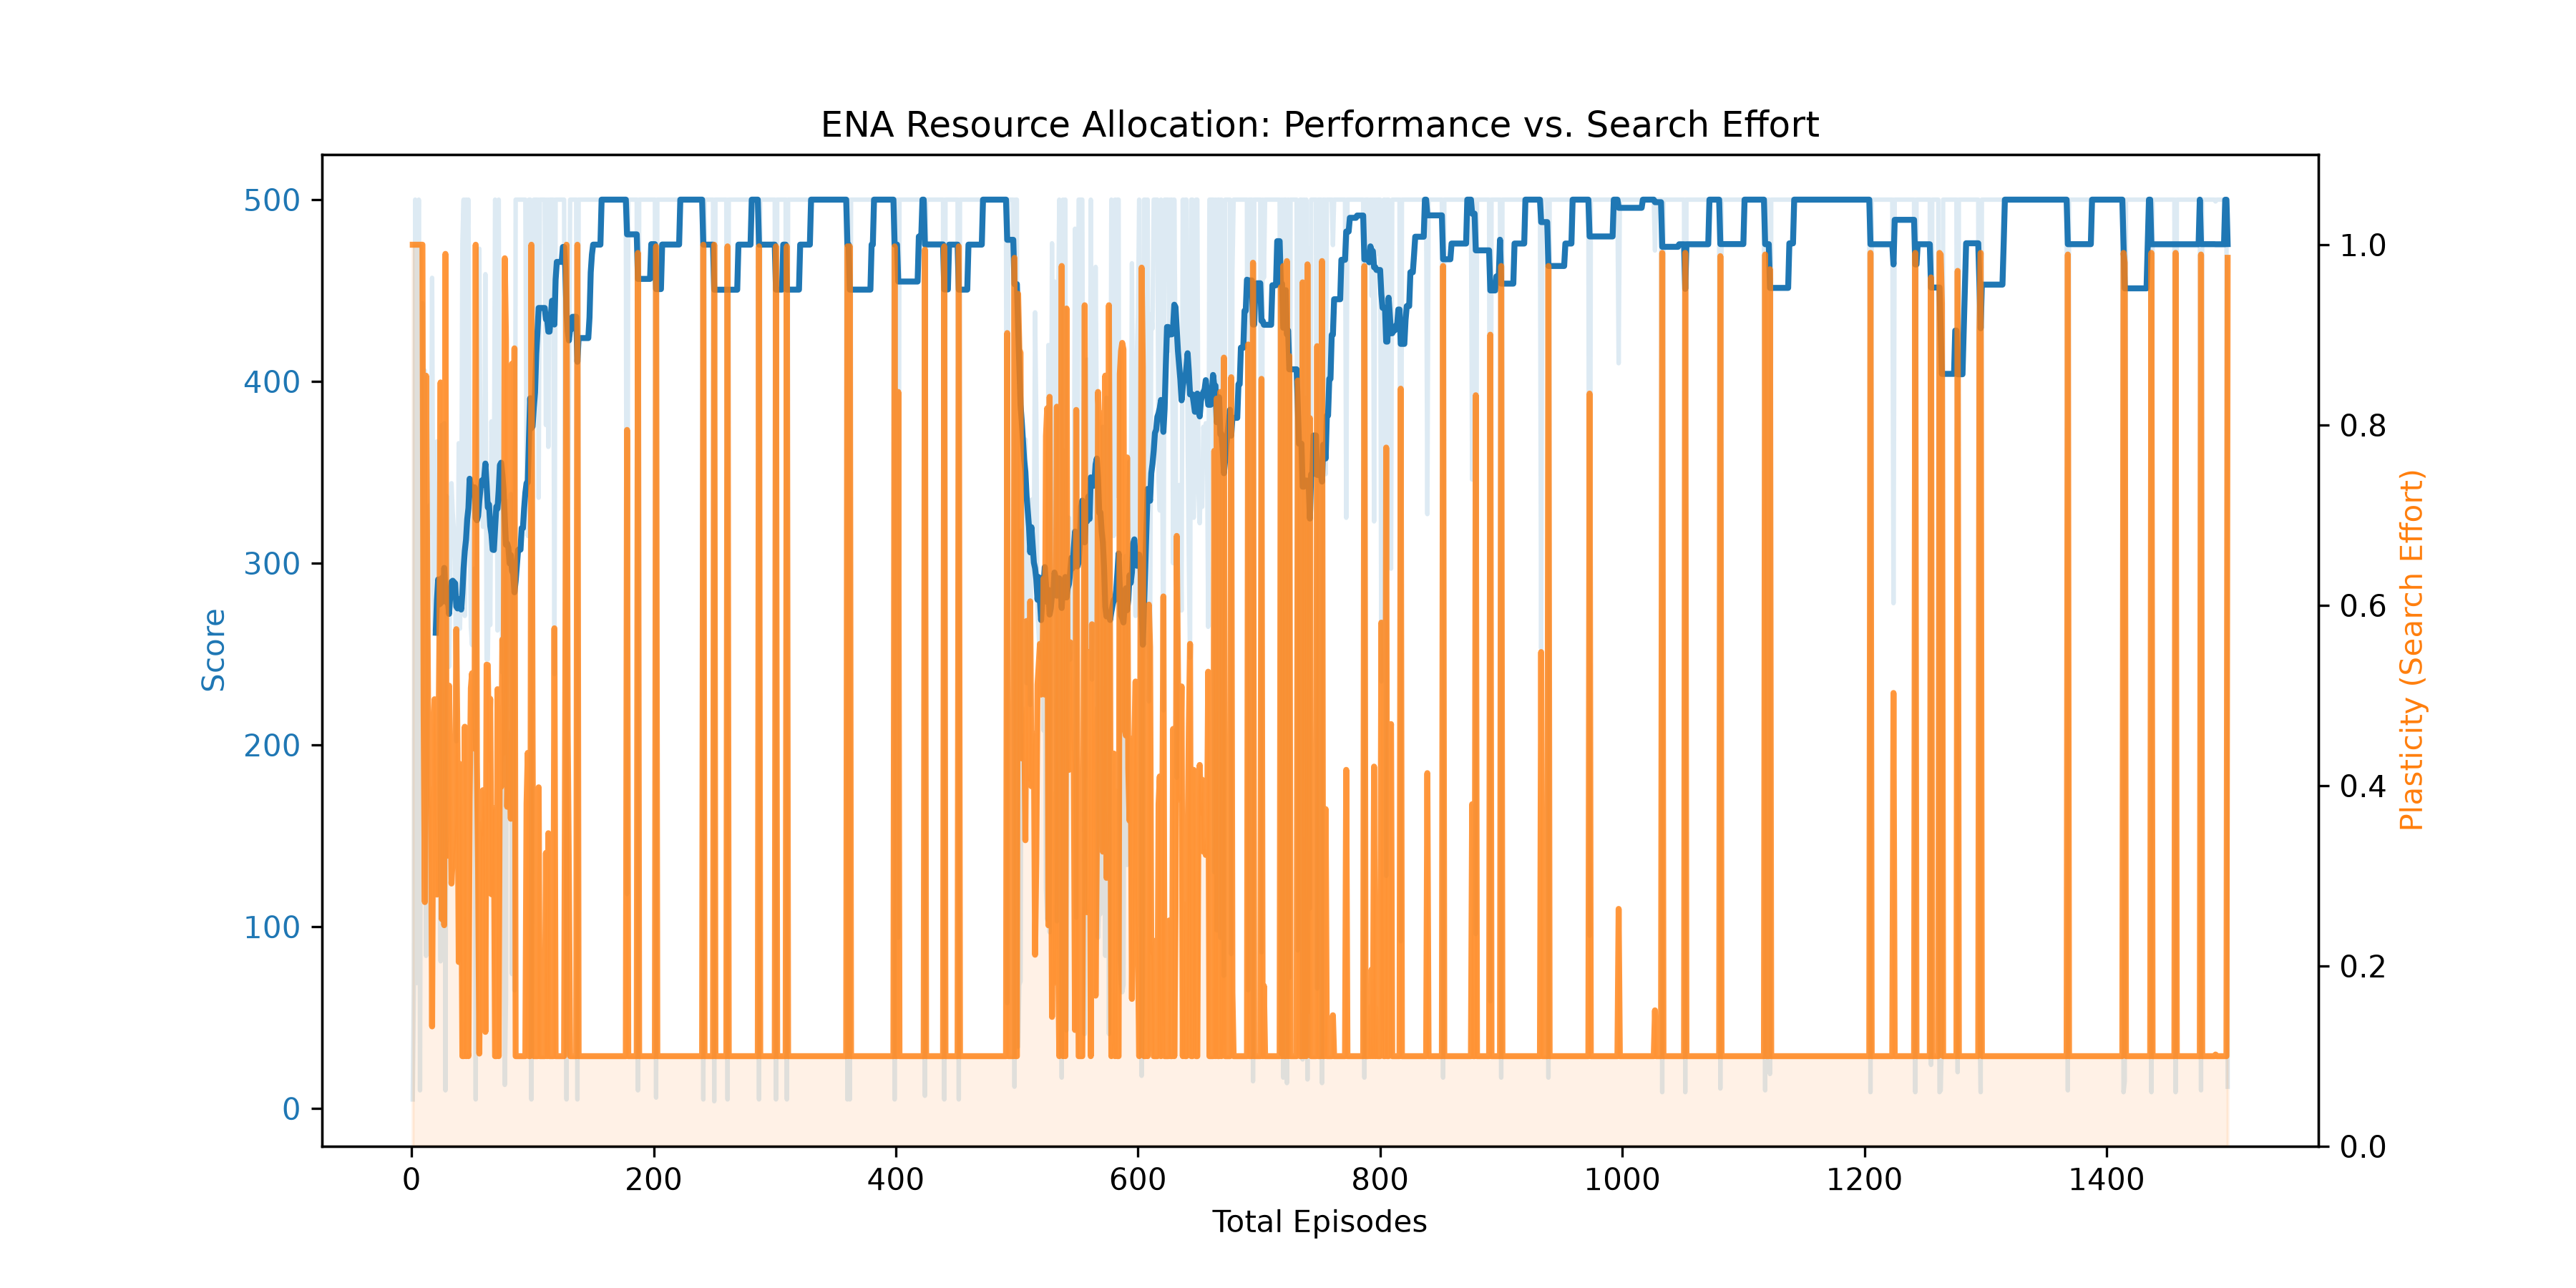 ENA Resource Allocation: Performance vs. Search Effort
500
400
300
200
100
0
Score
1.0
0.8
0.6
0.4
0.2
0.0
Plasticity (Search Effort)
0 200 400 600 800 1000 1200 1400
Total Episodes